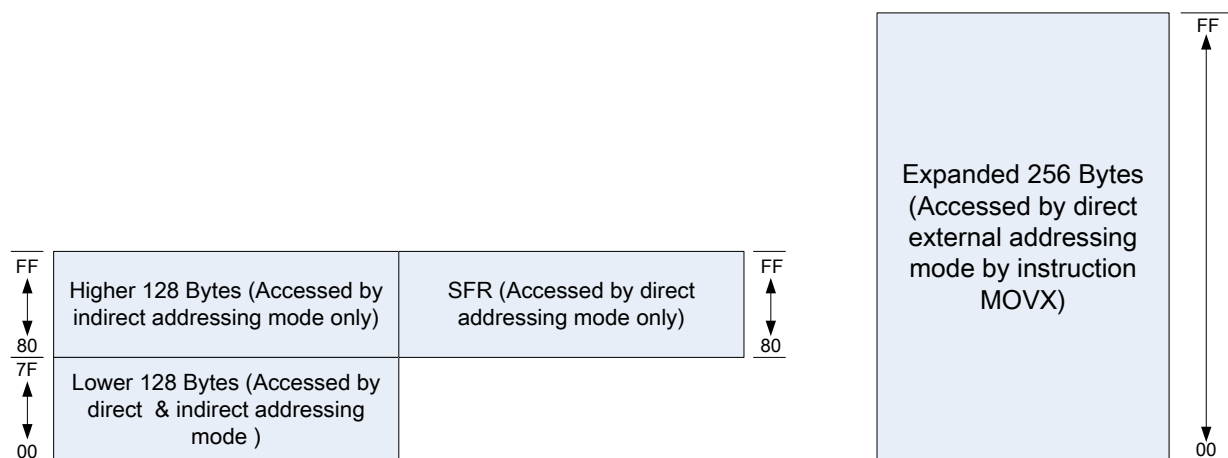 FF
Higher 128 Bytes (Accessed by
indirect addressing mode only)
80
SFR (Accessed by direct
addressing mode only)
FF
80
7F
Lower 128 Bytes (Accessed by
direct & indirect addressing
mode )
00
Expanded 256 Bytes
(Accessed by direct
external addressing
mode by instruction
MOVX)
FF
00